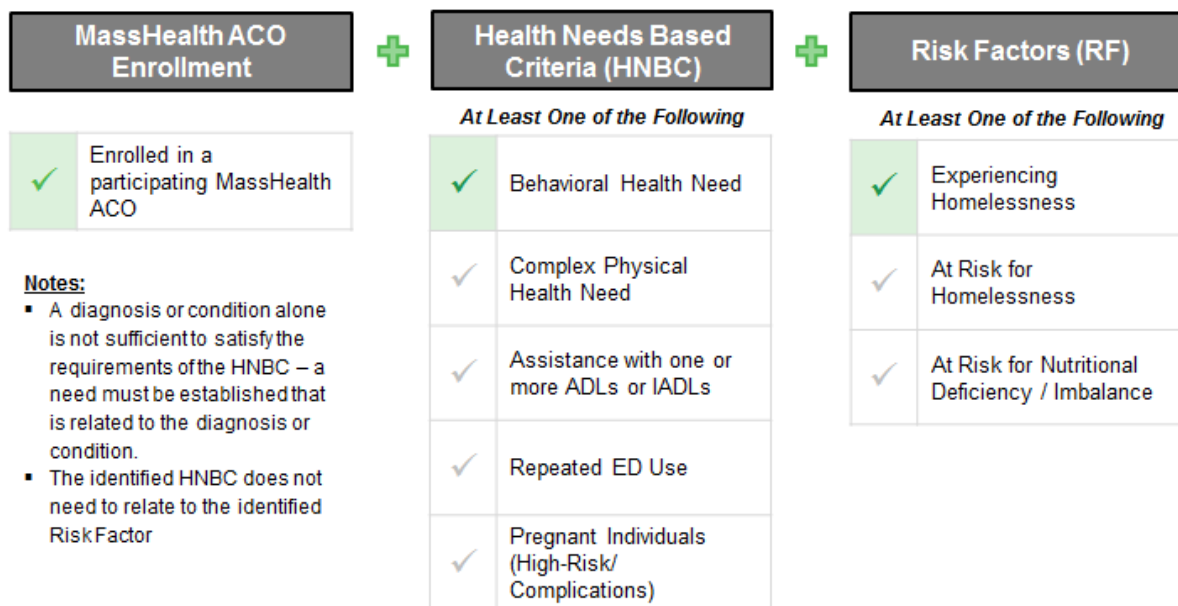 MassHealth ACO
Enrollment
Enrolled in a
participating MassHealth
ACO
Notes:
▪ A diagnosis or condition alone
is not sufficient to satisfy the
requirements of the HNBC – a
need must be established that
is related to the diagnosis or
condition.
▪ The identified HNBC does not
need to relate to the identified
Risk Factor
Health Needs Based
Criteria (HNBC)
At Least One of the Following
Behavioral Health Need
Complex Physical
Health Need
Assistance with one or
more ADLs or IADLs
Repeated ED Use
Pregnant Individuals
(High-Risk/
Complications)
Risk Factors (RF)
At Least One of the Following
Experiencing
Homelessness
At Risk for
Homelessness
At Risk for Nutritional
Deficiency / Imbalance